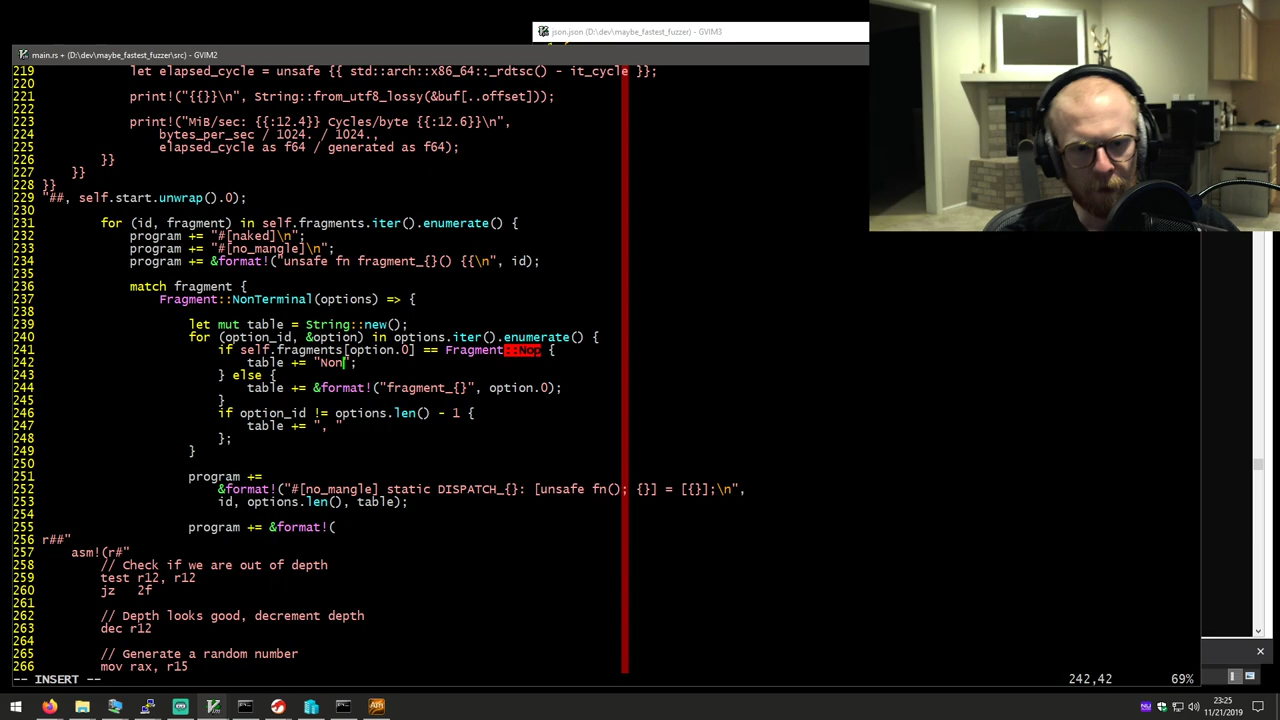 json.json (D:\dev\maybe_fastest_fuzzer) - GVIM3
main.rs + (D:\dev\maybe_fastest_fuzzer\src) - GVIM2
219 let elapsed_cycle = unsafe {{ std::arch::x86_64::_rdtsc() - it_cycle }};
220
221 print!("{{}}\n", String::from_utf8_lossy(&buf[..offset]));
222
223 print!("MiB/sec: {{:12.4}} Cycles/byte {{:12.6}}\n",
224 bytes_per_sec / 1024. / 1024.,
225 elapsed_cycle as f64 / generated as f64);
226 }}
227 }}
228 }}
229 "##, self.start.unwrap().0);
230
231 for (id, fragment) in self.fragments.iter().enumerate() {
232 program += "#[naked]\n";
233 program += "#[no_mangle]\n";
234 program += &format!("unsafe fn fragment_{}() {{\n", id);
235
236 match fragment {
237 Fragment::NonTerminal(options) => {
238
239 let mut table = String::new();
240 for (option_id, &option) in options.iter().enumerate() {
241 if self.fragments[option.0] == Fragment::Nop {
242 table += "Non";
243 } else {
244 table += &format!("fragment_{}", option.0);
245 }
246 if option_id != options.len() - 1 {
247 table += ", "
248 };
249 }
250
251 program +=
252 &format!("#[no_mangle] static DISPATCH_{}: [unsafe fn(); {}] = [{}];\n",
253 id, options.len(), table);
254
255 program += &format!(
256 r##"
257 asm!(r#"
258 // Check if we are out of depth
259 test r12, r12
260 jz 2f
261
262 // Depth looks good, decrement depth
263 dec r12
264
265 // Generate a random number
266 mov rax, r15
-- INSERT -- 242,42 69%
23:25
11/21/2019